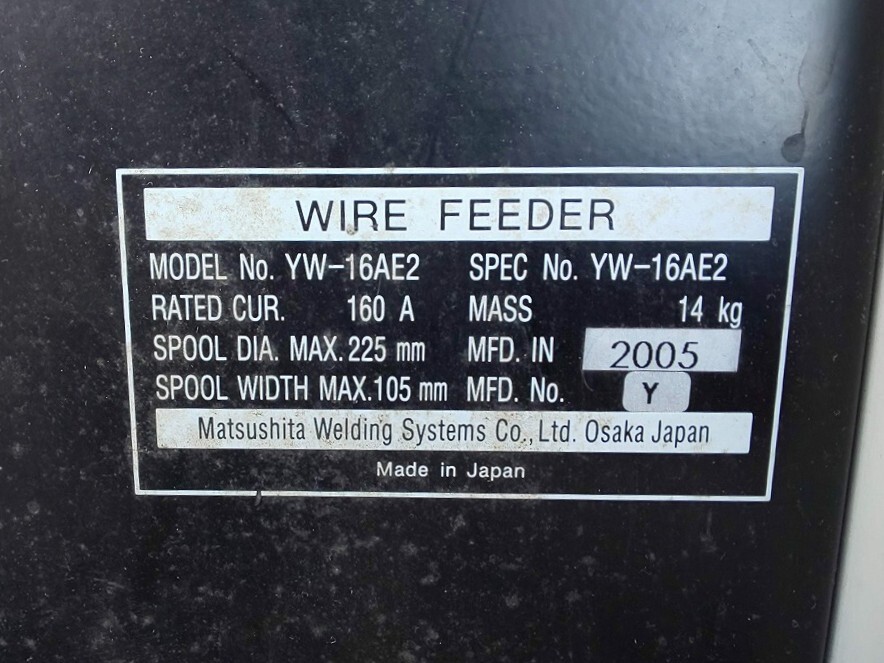 WIRE FEEDER
MODEL No. YW-16AE2 SPEC No. YW-16AE2
RATED CUR. 160 A MASS 14 kg
SPOOL DIA. MAX. 225 mm MFD. IN 2005
SPOOL WIDTH MAX. 105 mm MFD. No. Y
Matsushita Welding Systems Co., Ltd. Osaka Japan
Made in Japan